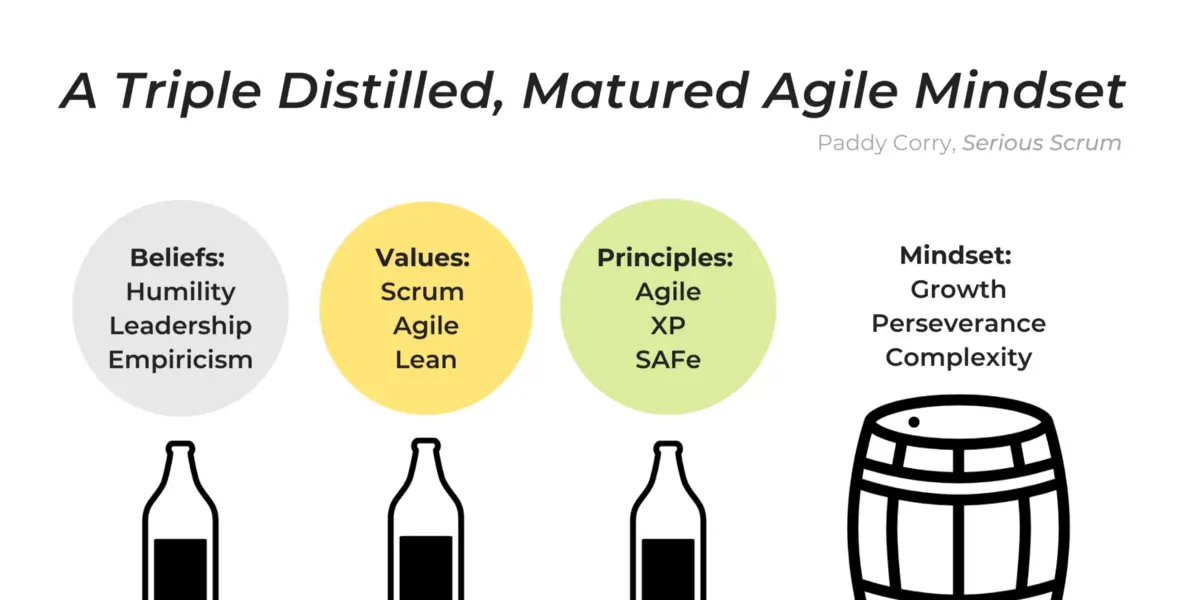 A Triple Distilled, Matured Agile Mindset
Paddy Corry, Serious Scrum
Beliefs:
Humility
Leadership
Empiricism
Values:
Scrum
Agile
Lean
Principles:
Agile
XP
SAFe
Mindset:
Growth
Perseverance
Complexity